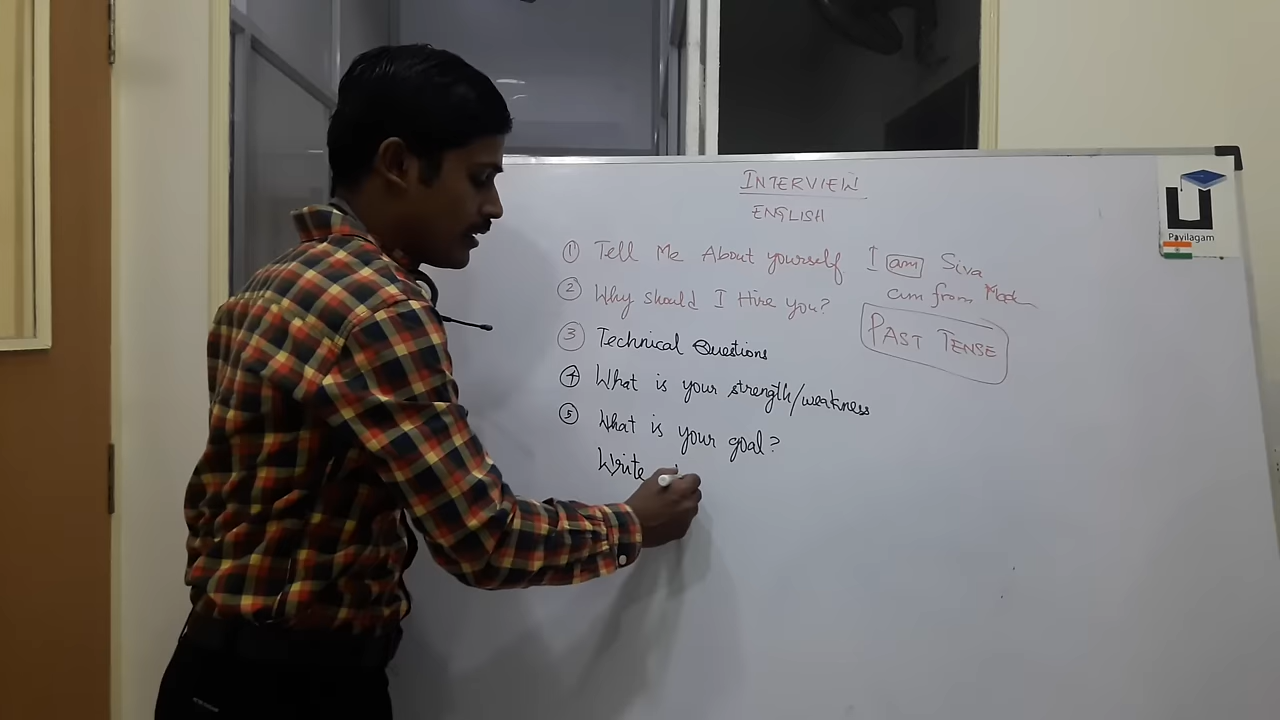 INTERVIEW
ENGLISH
① Tell Me About yourself I am Siva
am from
② Why should I Hire you?
PAST TENSE
③ Technical Questions
④ What is your strength/weakness
⑤ What is your goal?
Write
Payilagam